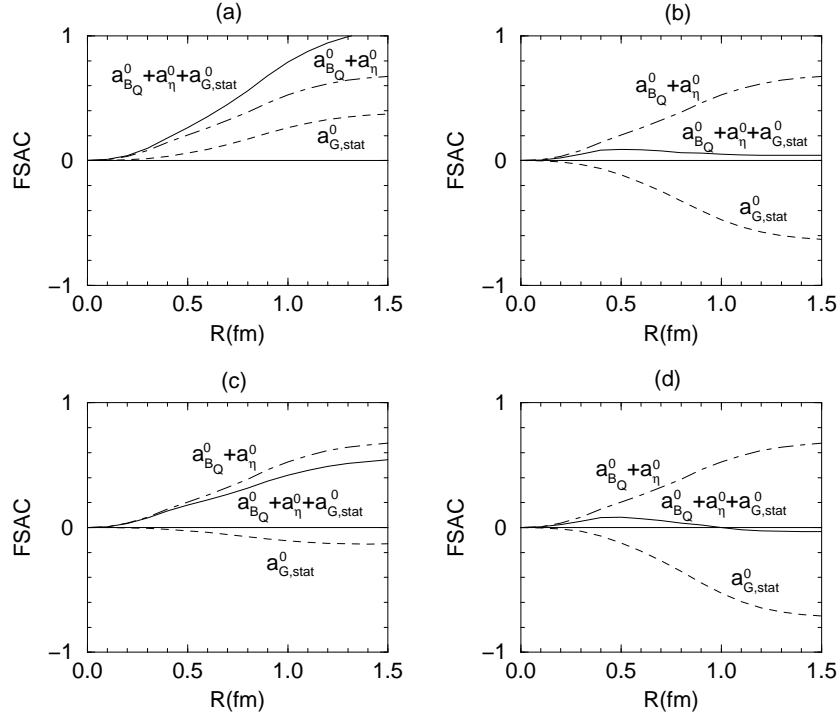 (a)
1
0
−1
FSAC
a⁰_{B_Q}+a⁰_η+a⁰_{G,stat}
a⁰_{B_Q}+a⁰_η
a⁰_{G,stat}
0.0 0.5 1.0 1.5
R(fm)
(b)
1
0
−1
FSAC
a⁰_{B_Q}+a⁰_η
a⁰_{B_Q}+a⁰_η+a⁰_{G,stat}
a⁰_{G,stat}
0.0 0.5 1.0 1.5
R(fm)
(c)
1
0
−1
FSAC
a⁰_{B_Q}+a⁰_η
a⁰_{B_Q}+a⁰_η+a⁰_{G,stat}
a⁰_{G,stat}
0.0 0.5 1.0 1.5
R(fm)
(d)
1
0
−1
FSAC
a⁰_{B_Q}+a⁰_η
a⁰_{B_Q}+a⁰_η+a⁰_{G,stat}
a⁰_{G,stat}
0.0 0.5 1.0 1.5
R(fm)